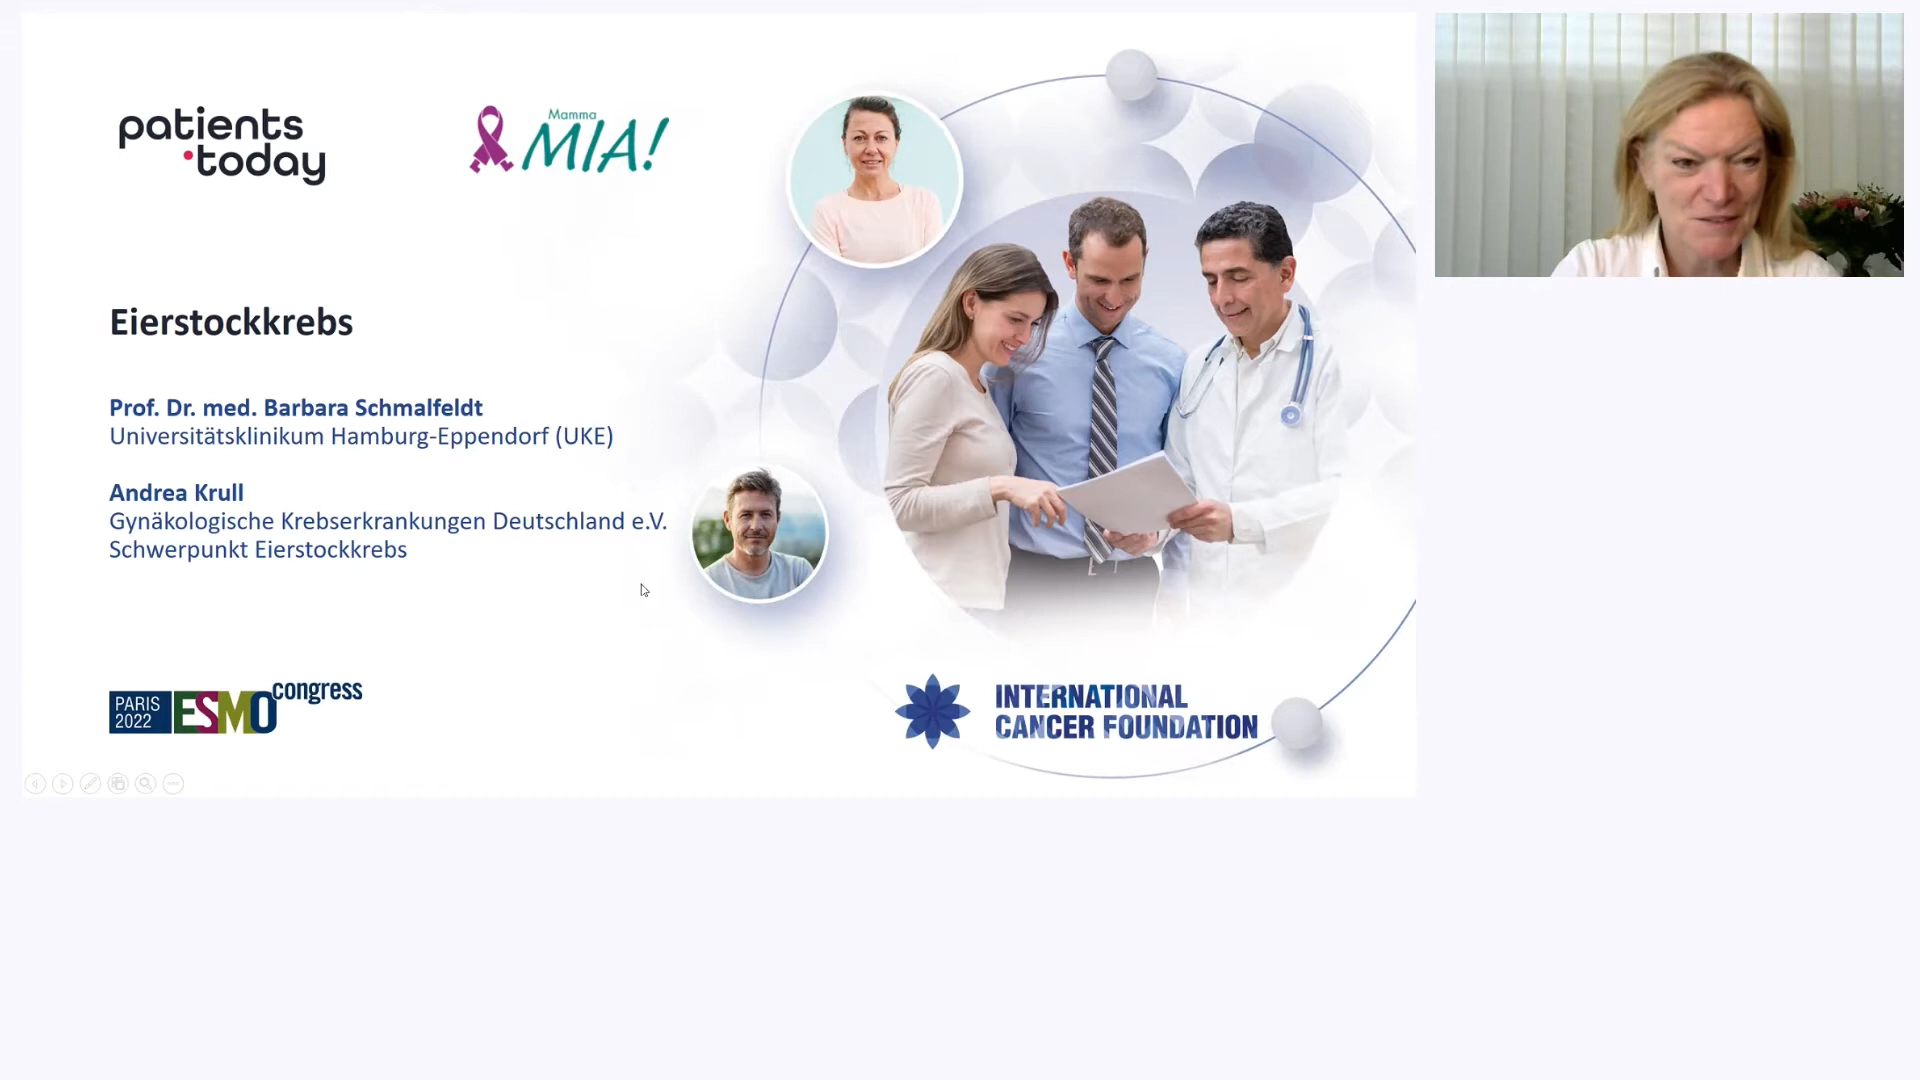 patients
today
Mamma
MIA!
Eierstockkrebs
Prof. Dr. med. Barbara Schmalfeldt
Universitätsklinikum Hamburg-Eppendorf (UKE)
Andrea Krull
Gynäkologische Krebserkrankungen Deutschland e.V.
Schwerpunkt Eierstockkrebs
PARIS
2022
ESMO
congress
INTERNATIONAL
CANCER FOUNDATION